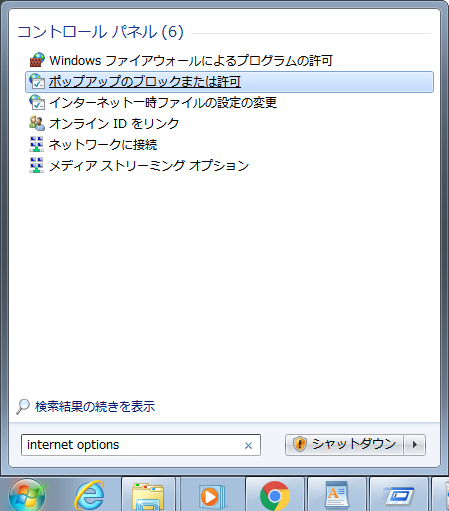 コントロール パネル (6)
Windows ファイアウォールによるプログラムの許可
ポップアップのブロックまたは許可
インターネット一時ファイルの設定の変更
オンライン ID をリンク
ネットワークに接続
メディア ストリーミング オプション
検索結果の続きを表示
internet options
シャットダウン